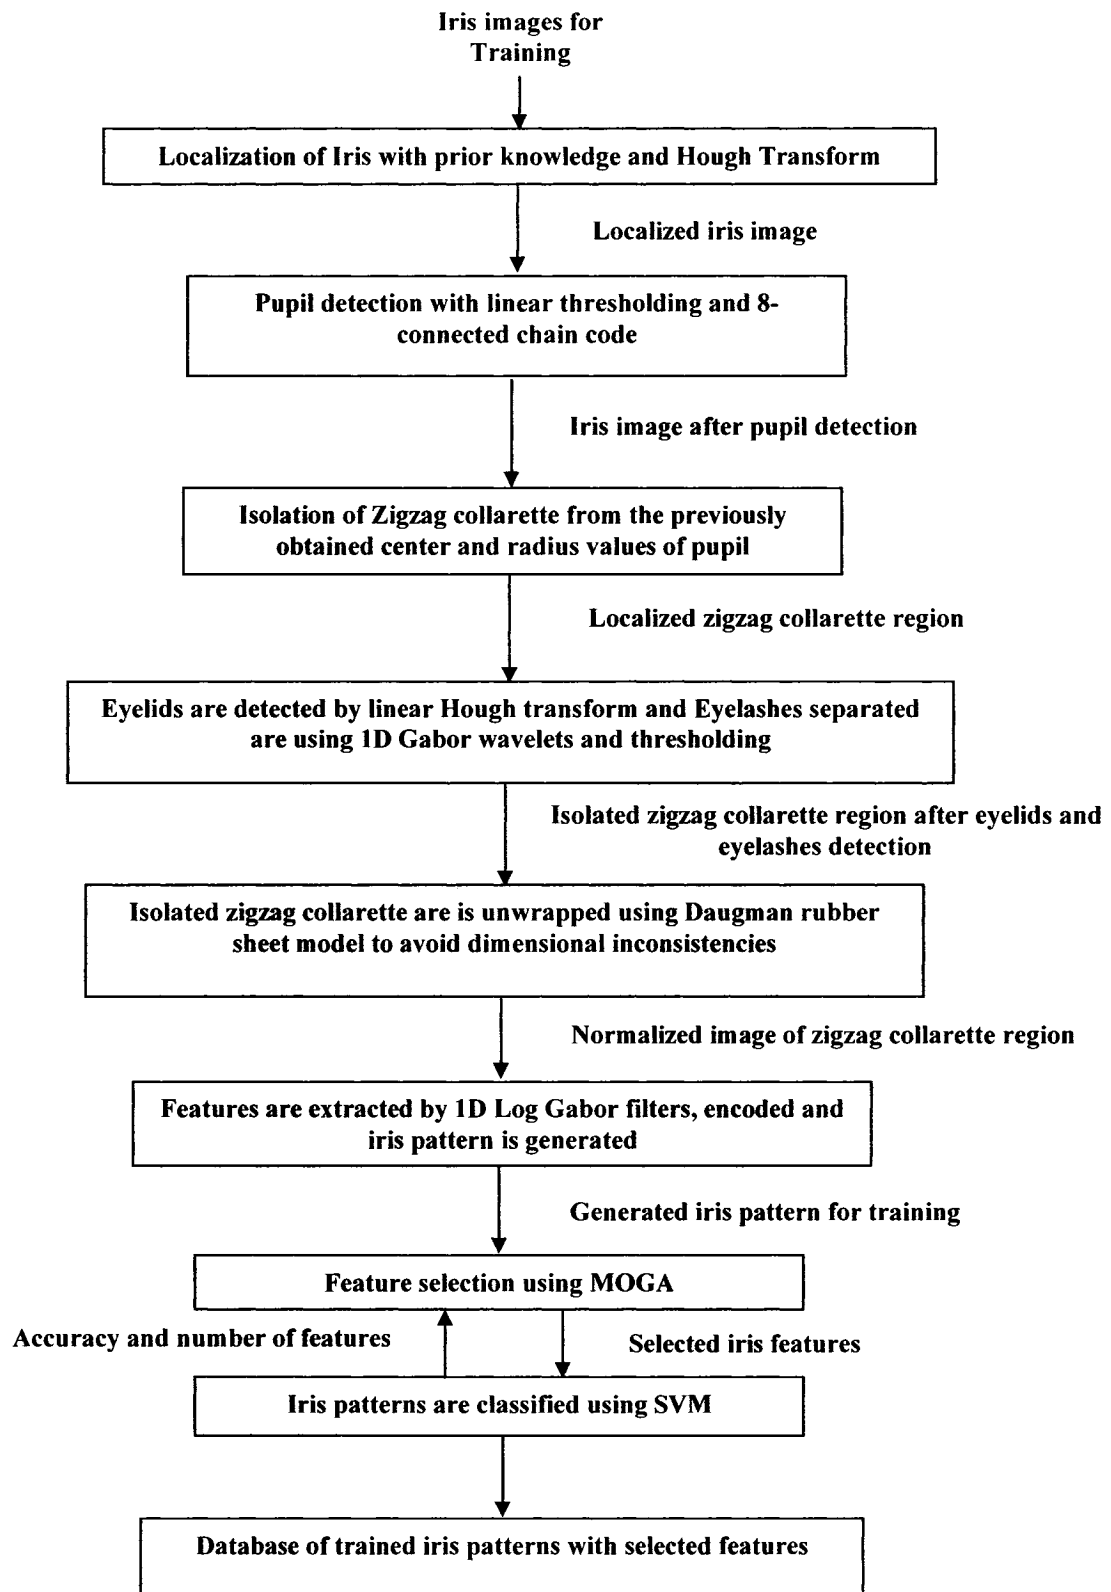 Iris images for
Training
Localization of Iris with prior knowledge and Hough Transform
Localized iris image
Pupil detection with linear thresholding and 8-
connected chain code
Iris image after pupil detection
Isolation of Zigzag collarette from the previously
obtained center and radius values of pupil
Localized zigzag collarette region
Eyelids are detected by linear Hough transform and Eyelashes separated
are using 1D Gabor wavelets and thresholding
Isolated zigzag collarette region after eyelids and
eyelashes detection
Isolated zigzag collarette are is unwrapped using Daugman rubber
sheet model to avoid dimensional inconsistencies
Normalized image of zigzag collarette region
Features are extracted by 1D Log Gabor filters, encoded and
iris pattern is generated
Generated iris pattern for training
Feature selection using MOGA
Accuracy and number of features
Selected iris features
Iris patterns are classified using SVM
Database of trained iris patterns with selected features